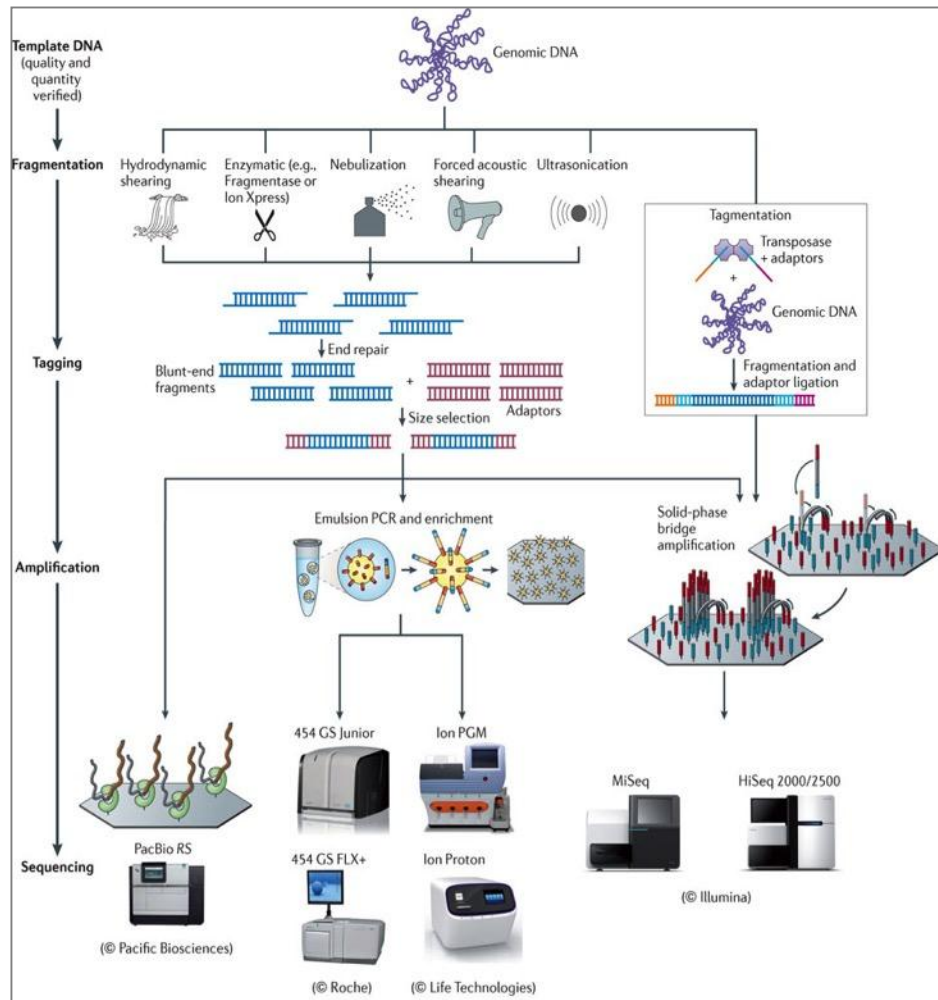 Template DNA
(quality and
quantity
verified)
Genomic DNA
Fragmentation
Hydrodynamic
shearing
Enzymatic (e.g.,
Fragmentase or
Ion Xpress)
Nebulization
Forced acoustic
shearing
Ultrasonication
Tagmentation
Transposase
+ adaptors
+
Genomic DNA
Fragmentation and
adaptor ligation
Tagging
End repair
Blunt-end
fragments
+
Adaptors
Size selection
Amplification
Emulsion PCR and enrichment
Solid-phase
bridge
amplification
Sequencing
PacBio RS
(© Pacific Biosciences)
454 GS Junior
454 GS FLX+
(© Roche)
Ion PGM
Ion Proton
(© Life Technologies)
MiSeq
HiSeq 2000/2500
(© Illumina)